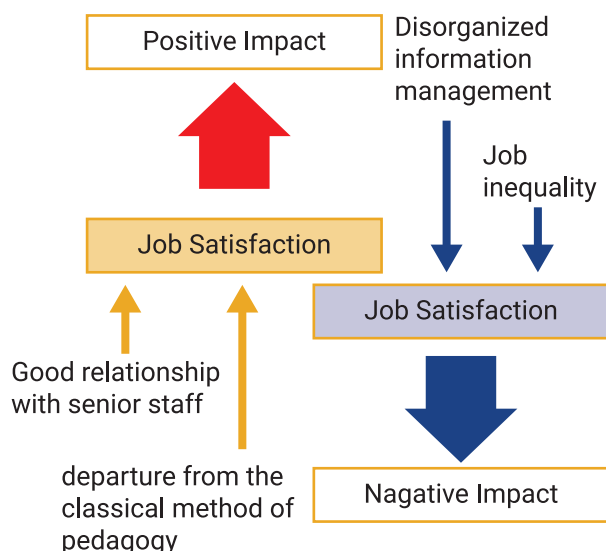 Positive Impact
Disorganized
information
management
Job
inequality
Job Satisfaction
Job Satisfaction
Good relationship
with senior staff
departure from the
classical method of
pedagogy
Nagative Impact